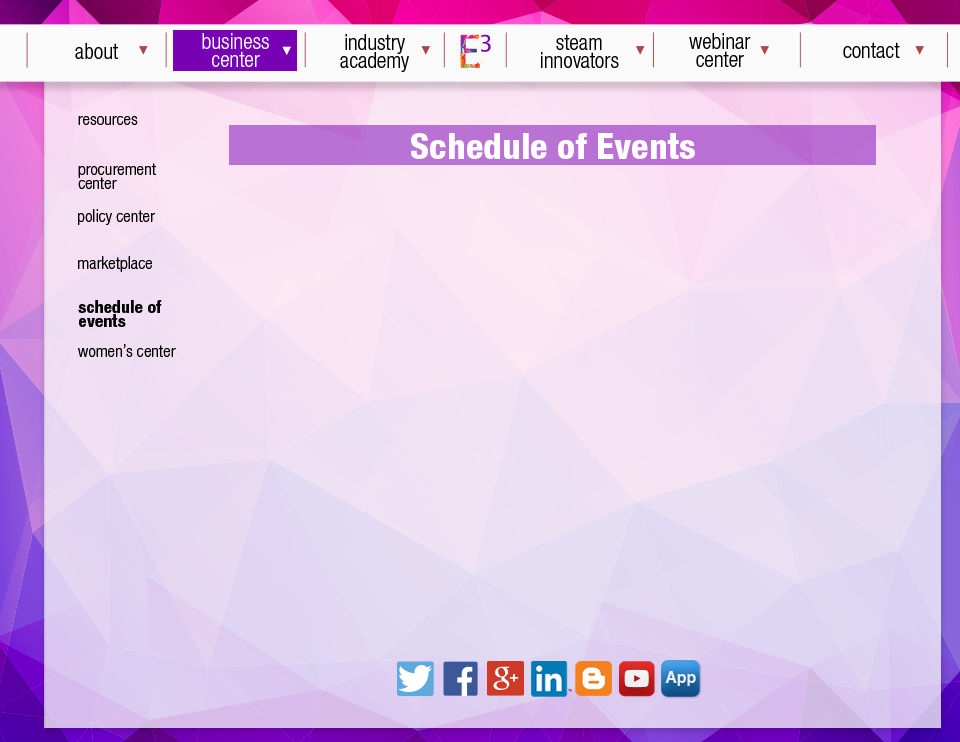 about ▼
business
center ▼
industry
academy ▼
E³
steam
innovators ▼
webinar
center ▼
contact ▼
resources
procurement
center
policy center
marketplace
schedule of
events
women's center
Schedule of Events
g+
in
App